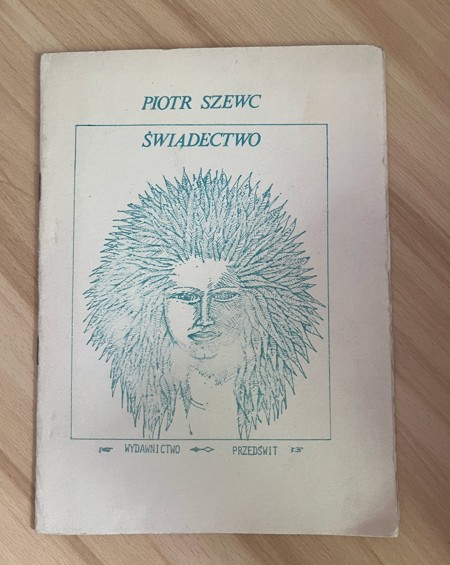 PIOTR SZEWC
ŚWIADECTWO
WYDAWNICTWO PRZEDŚWIT